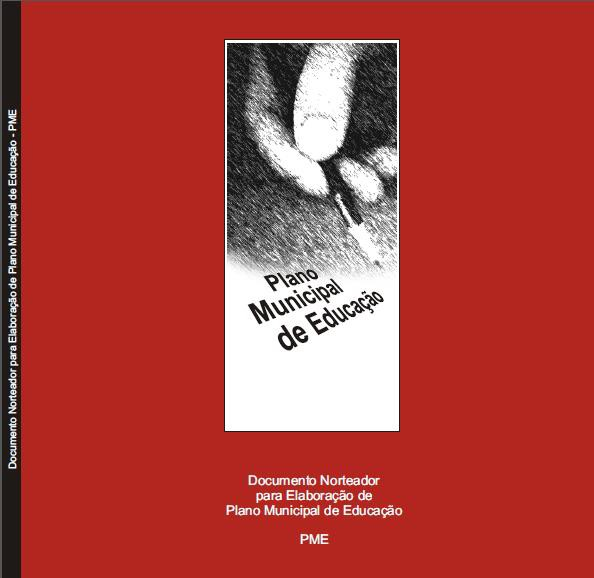 Documento Norteador para Elaboração de Plano Municipal de Educação - PME
Plano
Municipal
de Educação
Documento Norteador
para Elaboração de
Plano Municipal de Educação
PME